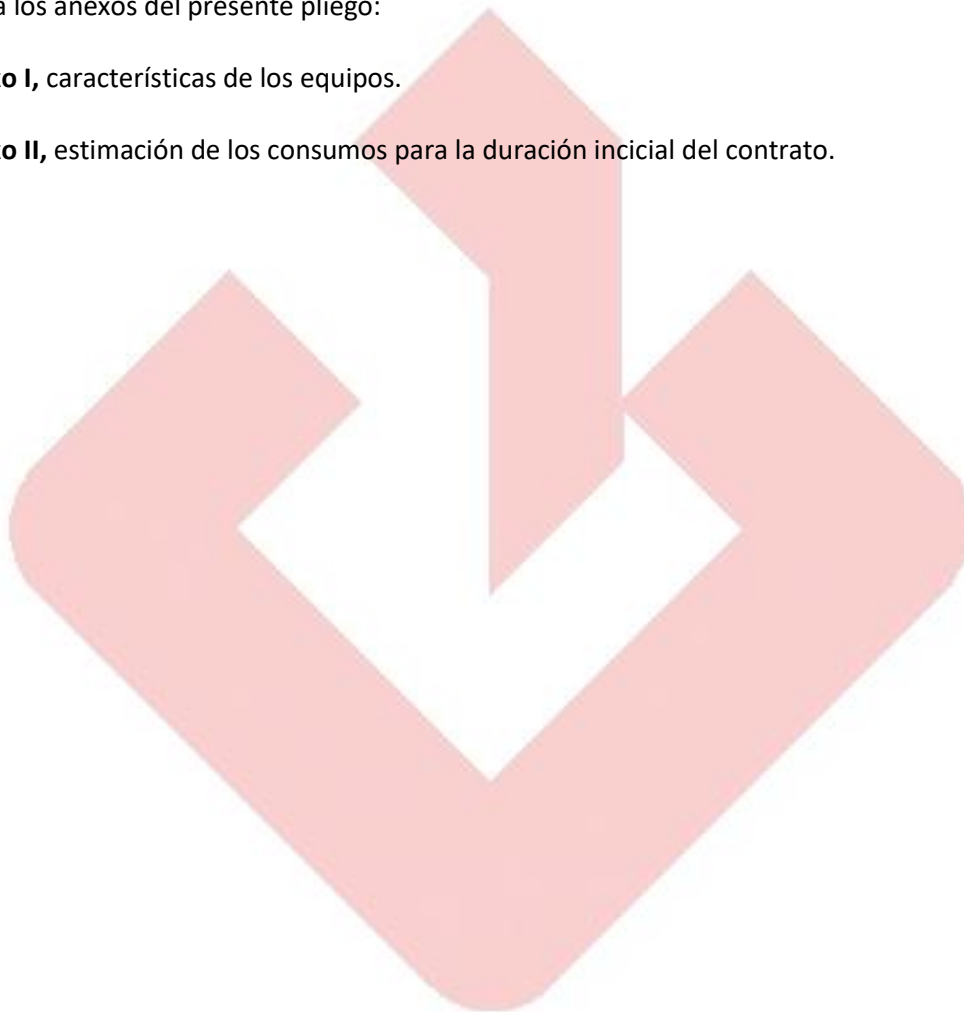 a los anexos del presente pliego:
o I, características de los equipos.
o II, estimación de los consumos para la duración incicial del contrato.